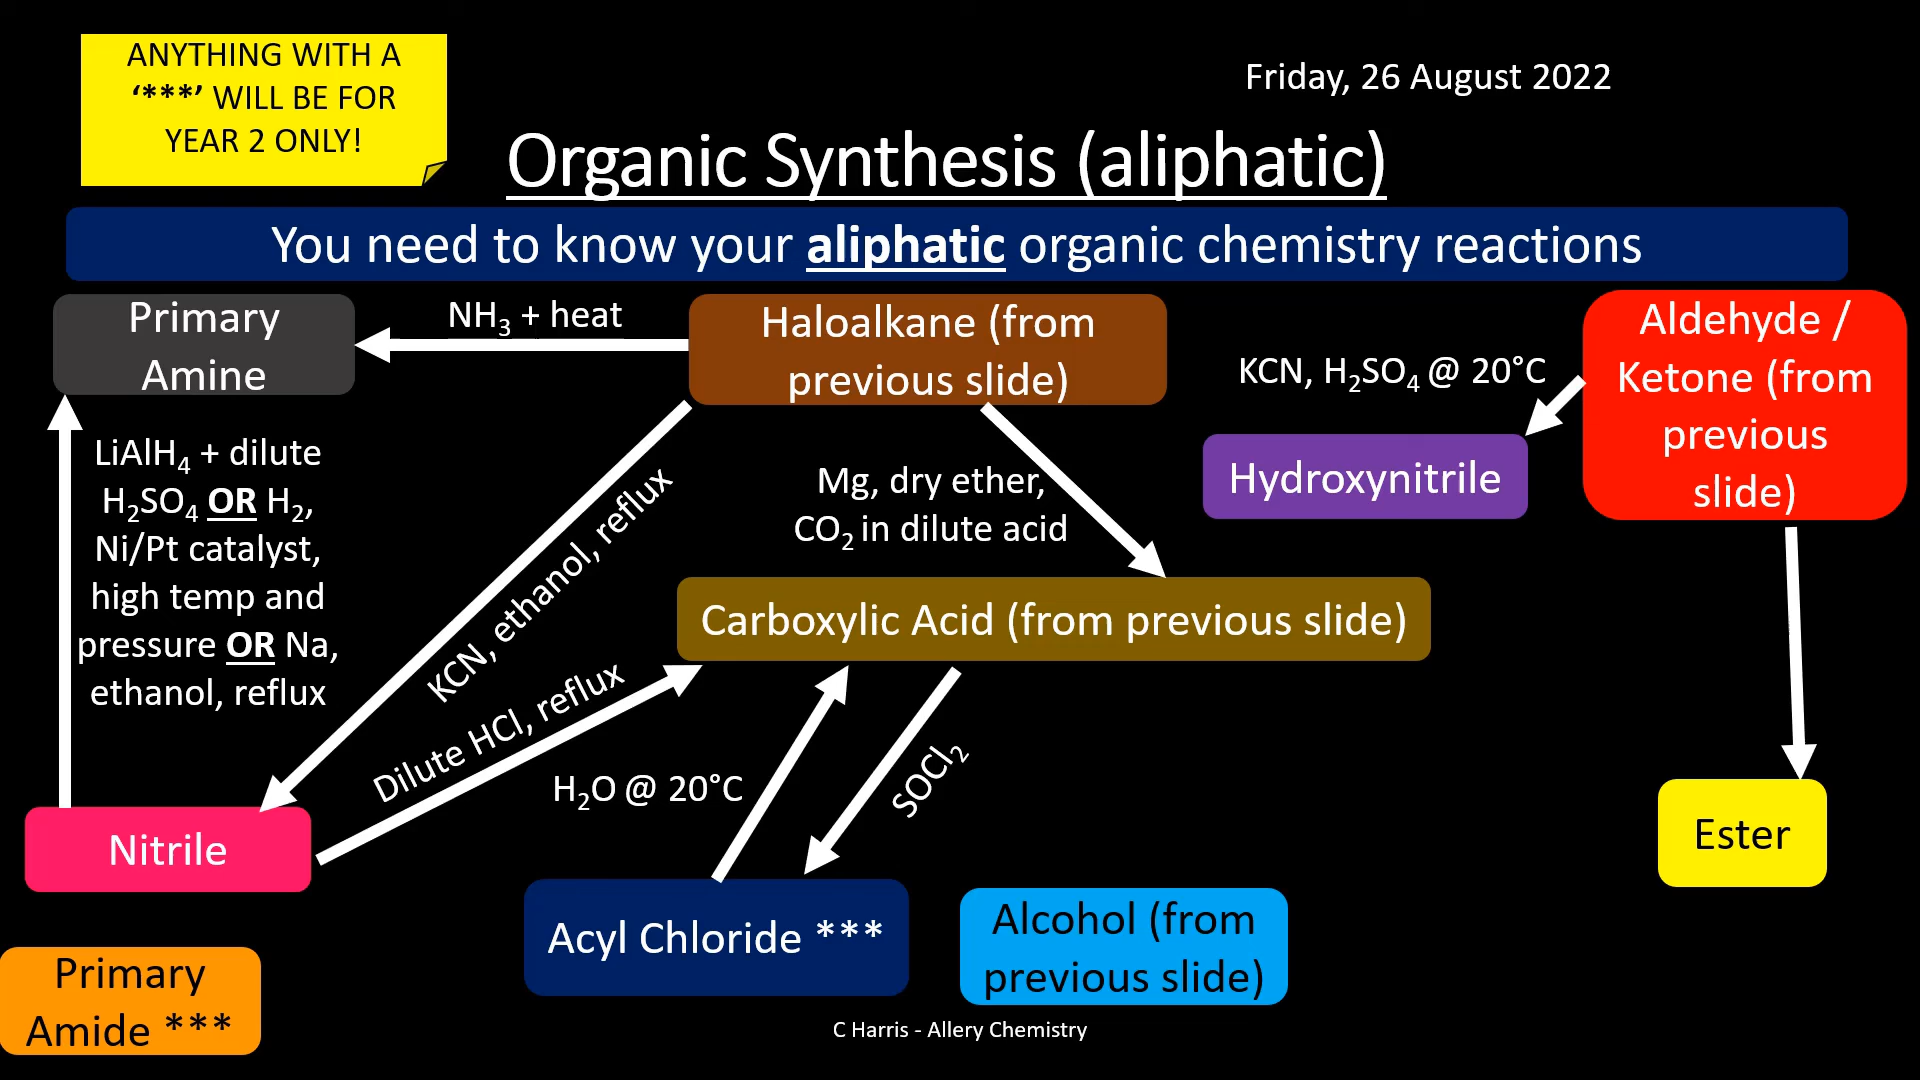 ANYTHING WITH A
‘***’ WILL BE FOR
YEAR 2 ONLY!
Friday, 26 August 2022
Organic Synthesis (aliphatic)
You need to know your aliphatic organic chemistry reactions
Primary
Amine
NH₃ + heat
Haloalkane (from
previous slide)
KCN, H₂SO₄ @ 20°C
Aldehyde /
Ketone (from
previous
slide)
Hydroxynitrile
LiAlH₄ + dilute
H₂SO₄ OR H₂,
Ni/Pt catalyst,
high temp and
pressure OR Na,
ethanol, reflux
KCN, ethanol, reflux
Mg, dry ether,
CO₂ in dilute acid
Carboxylic Acid (from previous slide)
Dilute HCl, reflux
H₂O @ 20°C
SOCl₂
Nitrile
Ester
Acyl Chloride ***
Alcohol (from
previous slide)
Primary
Amide ***
C Harris - Allery Chemistry